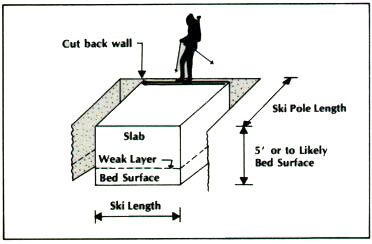 Cut back wall
Ski Pole Length
Slab
5' or to Likely
Bed Surface
Weak Layer
Bed Surface
Ski Length